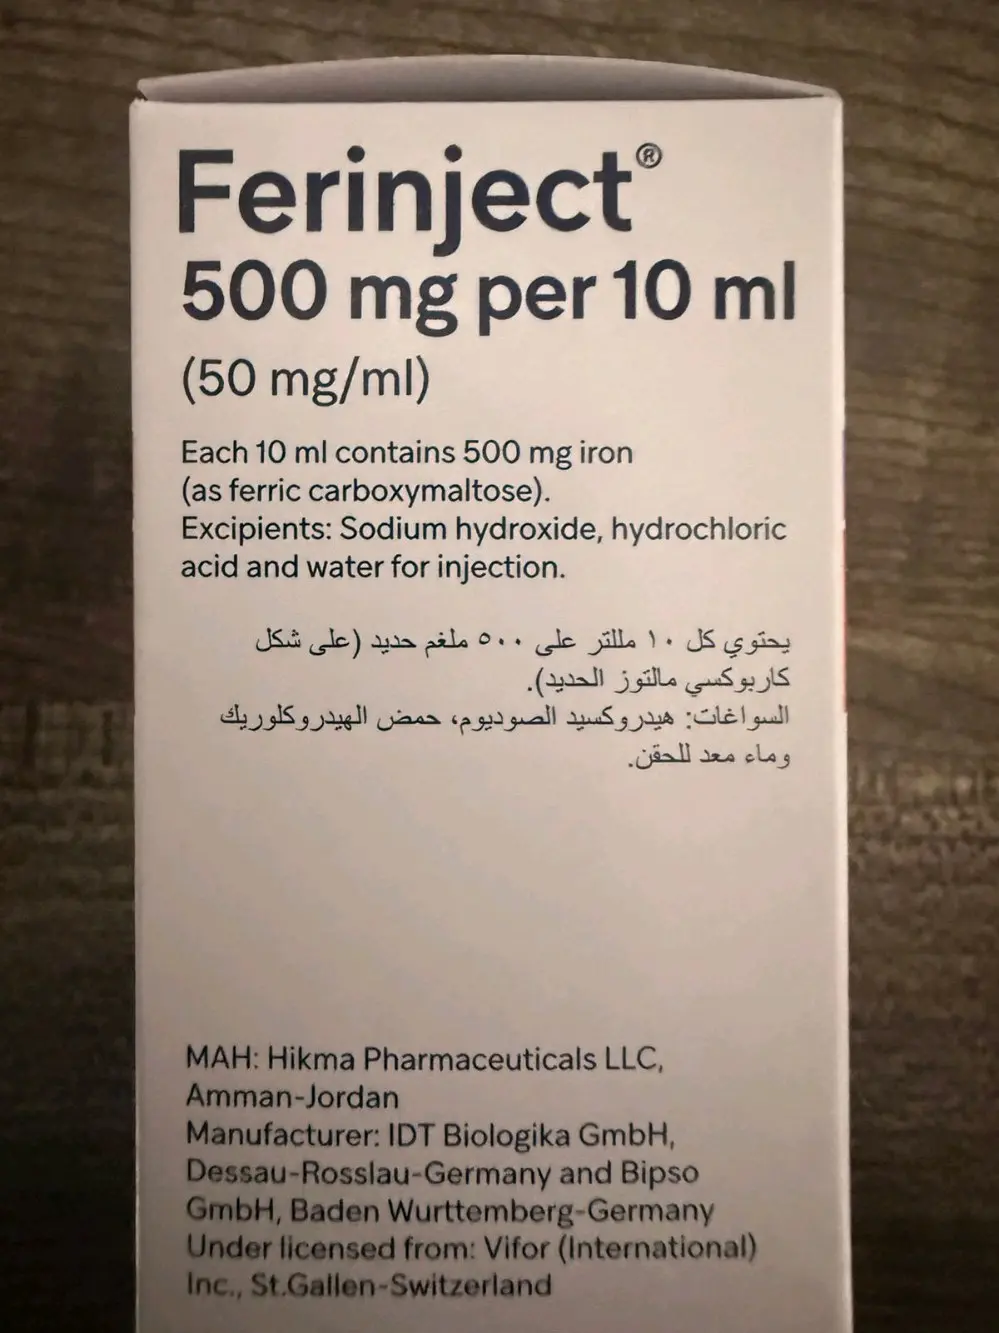 Ferinject®
500 mg per 10 ml
(50 mg/ml)
Each 10 ml contains 500 mg iron
(as ferric carboxymaltose).
Excipients: Sodium hydroxide, hydrochloric
acid and water for injection.
يحتوي كل ١٠ مللتر على ٥٠٠ ملغم حديد (على شكل
كاربوكسي مالتوز الحديد).
السواغات: هيدروكسيد الصوديوم، حمض الهيدروكلوريك
وماء معد للحقن.
MAH: Hikma Pharmaceuticals LLC,
Amman-Jordan
Manufacturer: IDT Biologika GmbH,
Dessau-Rosslau-Germany and Bipso
GmbH, Baden Wurttemberg-Germany
Under licensed from: Vifor (International)
Inc., St.Gallen-Switzerland